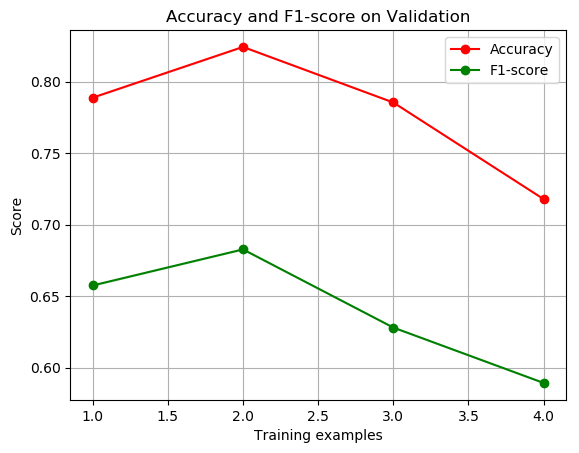 Accuracy and F1-score on Validation
Accuracy
F1-score
Score
0.80
0.75
0.70
0.65
0.60
1.0 1.5 2.0 2.5 3.0 3.5 4.0
Training examples